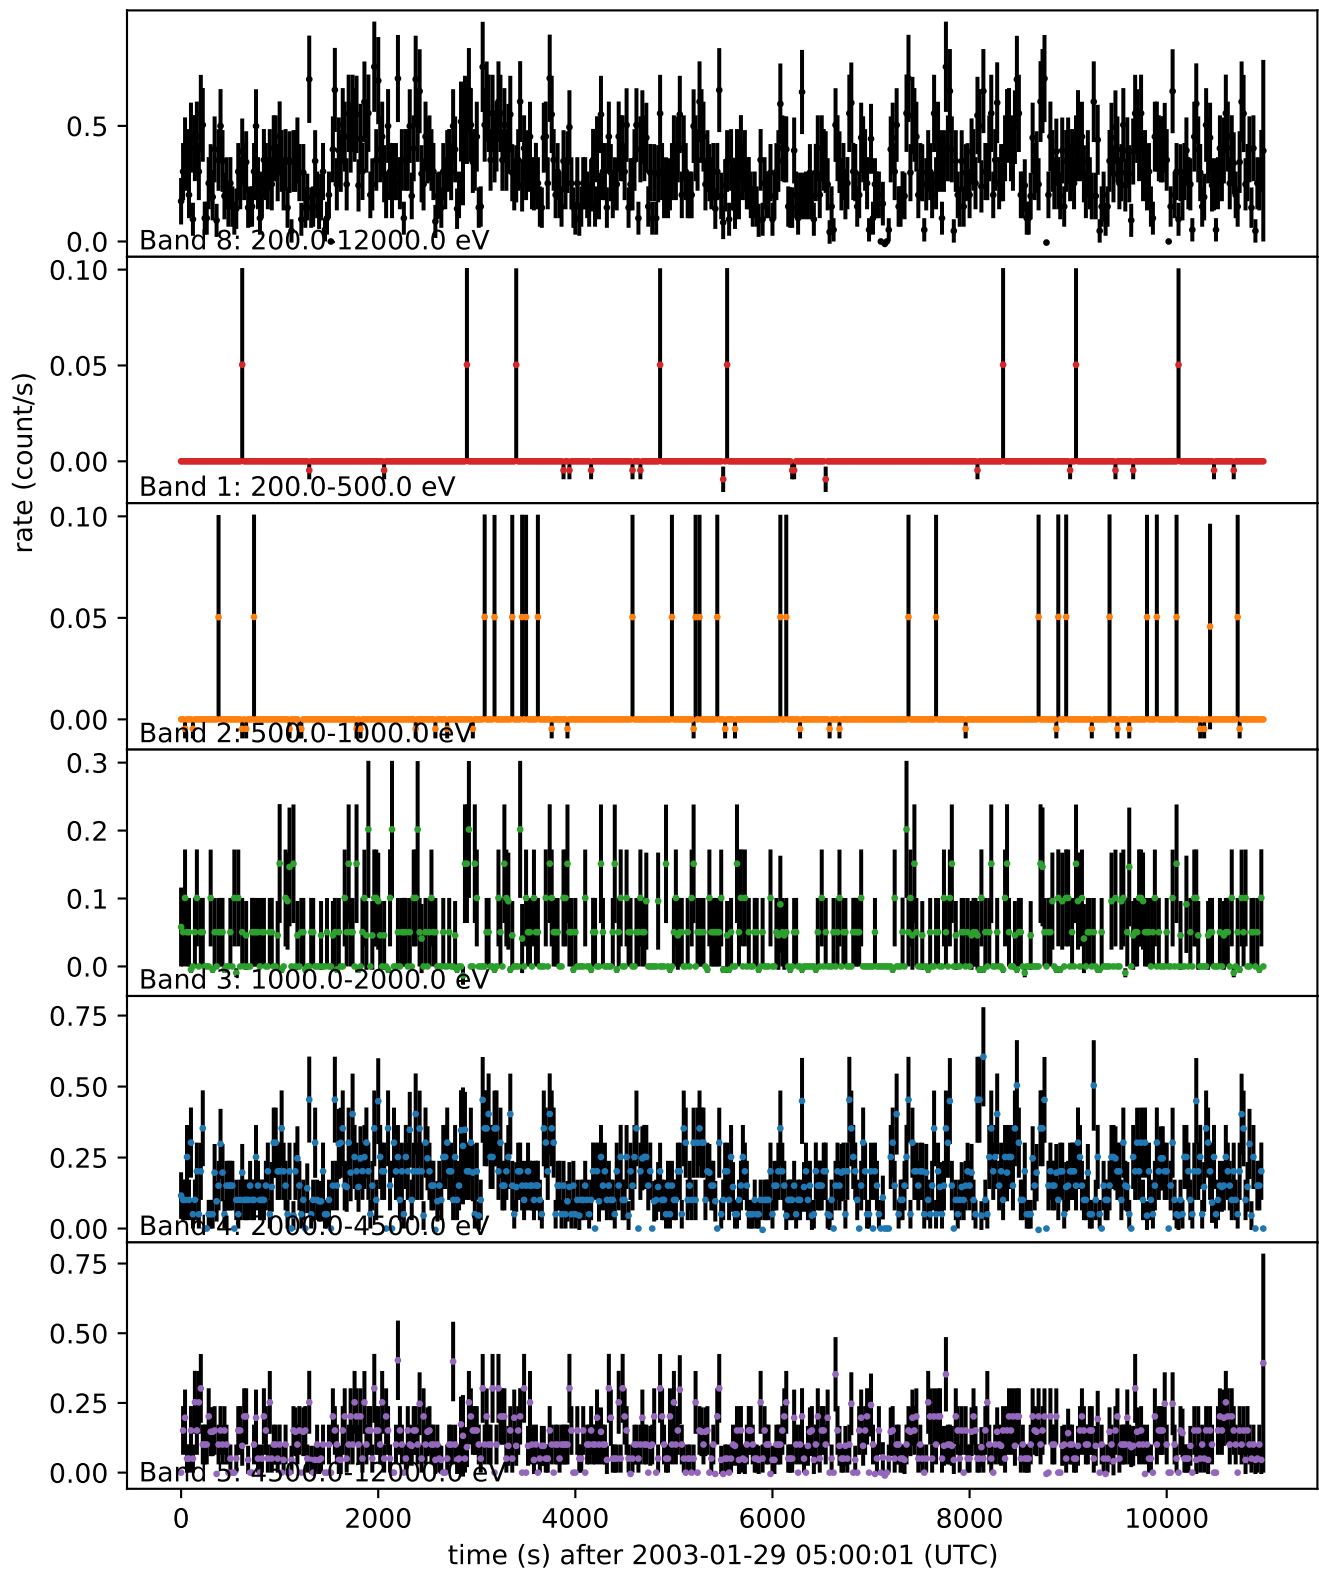 0.5
0.0
Band 8: 200.0-12000.0 eV
0.10
0.05
0.00
Band 1: 200.0-500.0 eV
rate (count/s)
0.10
0.05
0.00
Band 2: 500.0-1000.0 eV
0.3
0.2
0.1
0.0
Band 3: 1000.0-2000.0 eV
0.75
0.50
0.25
0.00
Band 4: 2000.0-4500.0 eV
0.75
0.50
0.25
0.00
Band 5: 4500.0-12000.0 eV
0 2000 4000 6000 8000 10000
time (s) after 2003-01-29 05:00:01 (UTC)